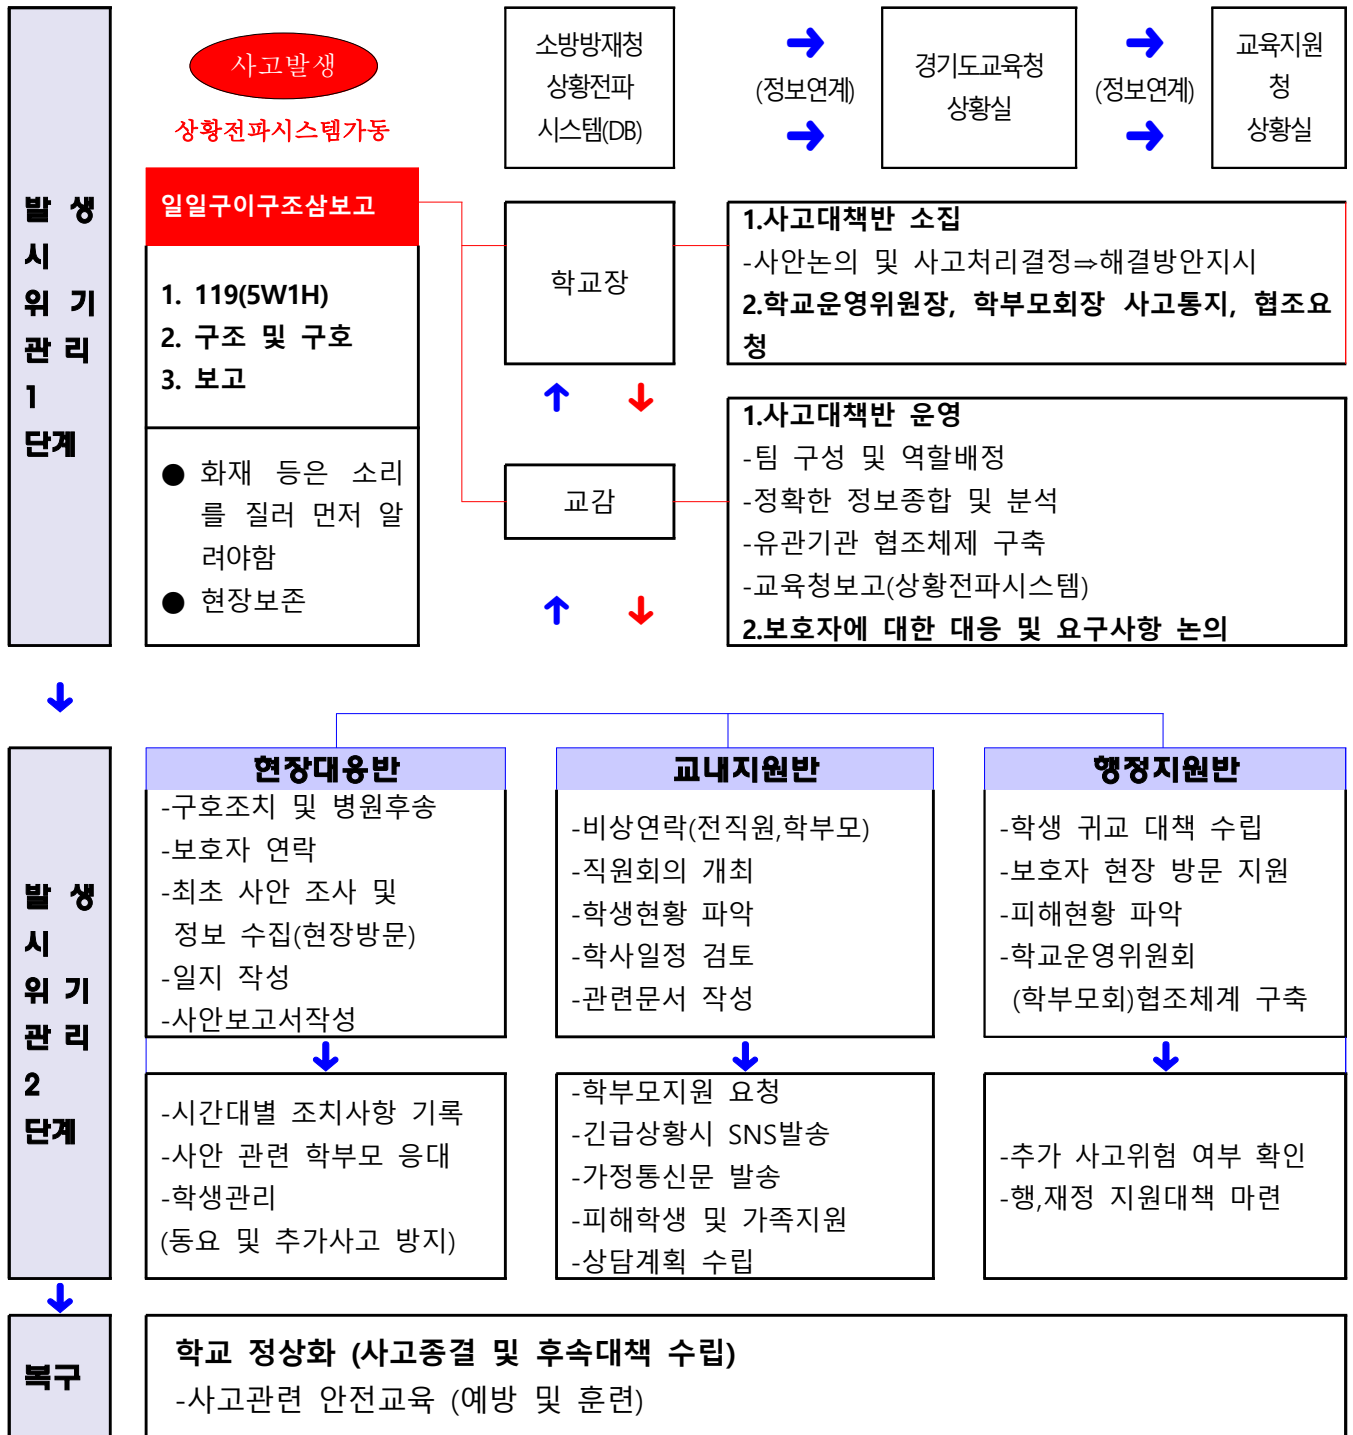 발 생
시
위 기
관 리
1
단계
사고발생
상황전파시스템가동
소방방재청
상황전파
시스템(DB)
(정보연계)
경기도교육청
상황실
(정보연계)
교육지원
청
상황실
일일구이구조삼보고
1. 119(5W1H)
2. 구조 및 구호
3. 보고
● 화재 등은 소리
를 질러 먼저 알
려야함
● 현장보존
학교장
1.사고대책반 소집
-사안논의 및 사고처리결정⇒해결방안지시
2.학교운영위원장, 학부모회장 사고통지, 협조요
청
교감
1.사고대책반 운영
-팀 구성 및 역할배정
-정확한 정보종합 및 분석
-유관기관 협조체제 구축
-교육청보고(상황전파시스템)
2.보호자에 대한 대응 및 요구사항 논의
발 생
시
위 기
관 리
2
단계
현장대응반
-구호조치 및 병원후송
-보호자 연락
-최초 사안 조사 및
정보 수집(현장방문)
-일지 작성
-사안보고서작성
-시간대별 조치사항 기록
-사안 관련 학부모 응대
-학생관리
(동요 및 추가사고 방지)
교내지원반
-비상연락(전직원,학부모)
-직원회의 개최
-학생현황 파악
-학사일정 검토
-관련문서 작성
-학부모지원 요청
-긴급상황시 SNS발송
-가정통신문 발송
-피해학생 및 가족지원
-상담계획 수립
행정지원반
-학생 귀교 대책 수립
-보호자 현장 방문 지원
-피해현황 파악
-학교운영위원회
(학부모회)협조체계 구축
-추가 사고위험 여부 확인
-행,재정 지원대책 마련
복구
학교 정상화 (사고종결 및 후속대책 수립)
-사고관련 안전교육 (예방 및 훈련)